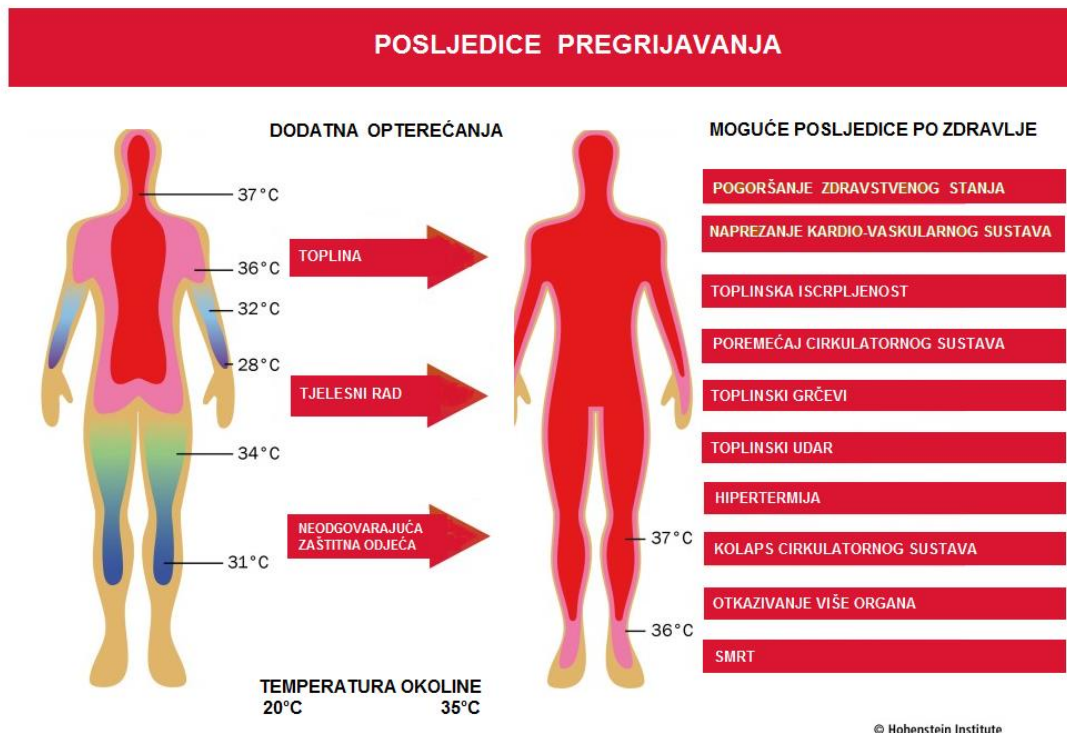 POSLJEDICE PREGRIJAVANJA
DODATNA OPTEREĆANJA
MOGUĆE POSLJEDICE PO ZDRAVLJE
37°C
36°C
32°C
28°C
34°C
31°C
TOPLINA
TJELESNI RAD
NEODGOVARAJUĆA
ZAŠTITNA ODJEĆA
37°C
36°C
POGORŠANJE ZDRAVSTVENOG STANJA
NAPREZANJE KARDIO-VASKULARNOG SUSTAVA
TOPLINSKA ISCRPLJENOST
POREMEĆAJ CIRKULATORNOG SUSTAVA
TOPLINSKI GRČEVI
TOPLINSKI UDAR
HIPERTERMIJA
KOLAPS CIRKULATORNOG SUSTAVA
OTKAZIVANJE VIŠE ORGANA
SMRT
TEMPERATURA OKOLINE
20°C 35°C
© Hohenstein Institute